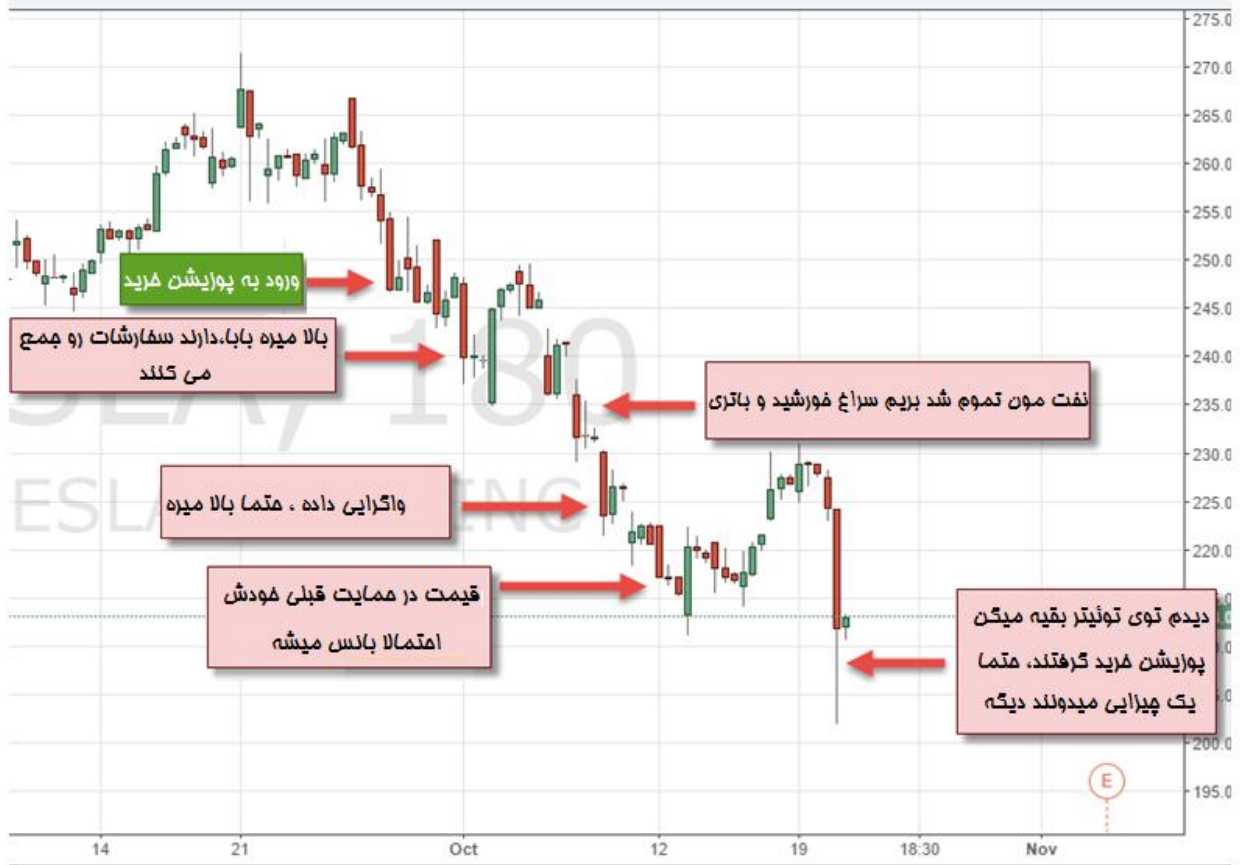 275.0
270.0
265.0
260.0
255.0
250.0
245.0
240.0
235.0
230.0
225.0
220.0
200.0
195.0
ورود به پوزیشن خرید
بالا میره بابا،دارند سفارشات رو جمع
می کنند
نفت مون تموم شد بریم سراغ خورشید و باتری
واگرایی داده ، حتما بالا میره
قیمت در حمایت قبلی خودش
احتمالا بانس میشه
دیدم توی توئیتر بقیه میگن
پوزیشن خرید گرفتند، حتما
یک چیزایی میدونند دیگه
SLA, 180
ESLA
INC
E
14
21
Oct
12
19
18:30
Nov